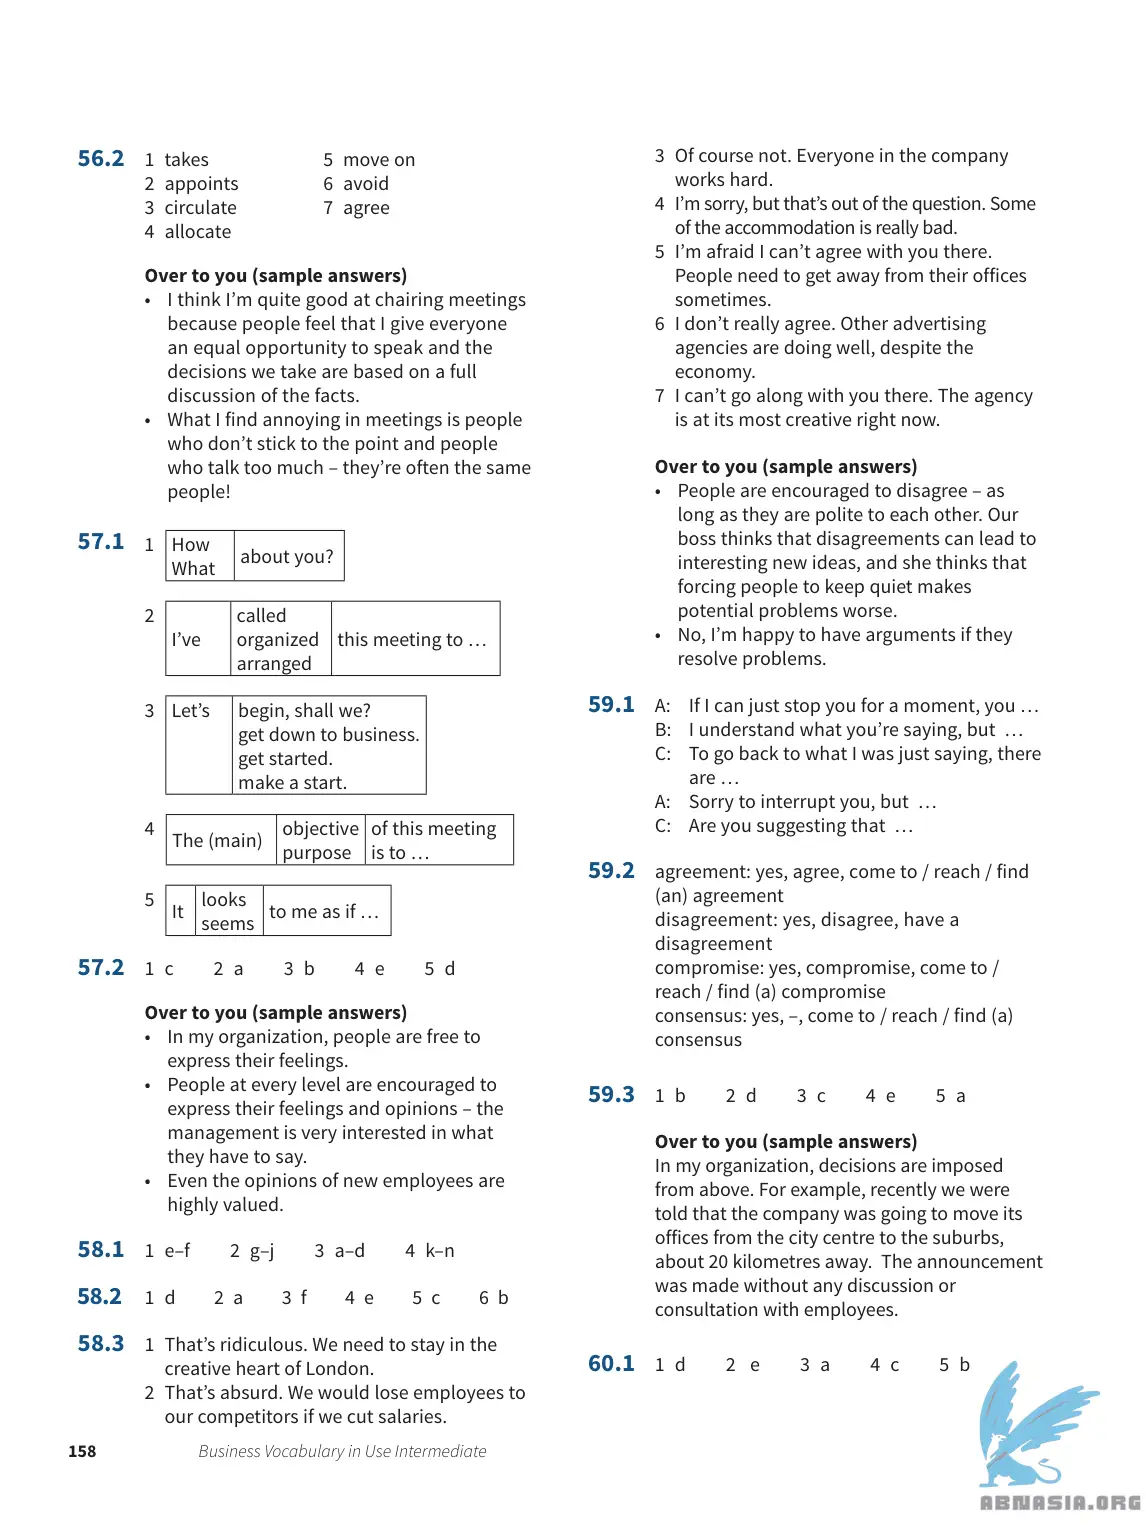 56.2 1 takes 5 move on
2 appoints 6 avoid
3 circulate 7 agree
4 allocate
Over to you (sample answers)
• I think I’m quite good at chairing meetings
because people feel that I give everyone
an equal opportunity to speak and the
decisions we take are based on a full
discussion of the facts.
• What I find annoying in meetings is people
who don’t stick to the point and people
who talk too much – they’re often the same
people!
57.1 1 How
What
about you?
2 I’ve
called
organized
arranged
this meeting to …
3 Let’s begin, shall we?
get down to business.
get started.
make a start.
4 The (main)
objective
purpose
of this meeting
is to …
5 It
looks
seems
to me as if …
57.2 1 c 2 a 3 b 4 e 5 d
Over to you (sample answers)
• In my organization, people are free to
express their feelings.
• People at every level are encouraged to
express their feelings and opinions – the
management is very interested in what
they have to say.
• Even the opinions of new employees are
highly valued.
58.1 1 e–f 2 g–j 3 a–d 4 k–n
58.2 1 d 2 a 3 f 4 e 5 c 6 b
58.3 1 That’s ridiculous. We need to stay in the
creative heart of London.
2 That’s absurd. We would lose employees to
our competitors if we cut salaries.
3 Of course not. Everyone in the company
works hard.
4 I’m sorry, but that’s out of the question. Some
of the accommodation is really bad.
5 I’m afraid I can’t agree with you there.
People need to get away from their offices
sometimes.
6 I don’t really agree. Other advertising
agencies are doing well, despite the
economy.
7 I can’t go along with you there. The agency
is at its most creative right now.
Over to you (sample answers)
• People are encouraged to disagree – as
long as they are polite to each other. Our
boss thinks that disagreements can lead to
interesting new ideas, and she thinks that
forcing people to keep quiet makes
potential problems worse.
• No, I’m happy to have arguments if they
resolve problems.
59.1 A: If I can just stop you for a moment, you …
B: I understand what you’re saying, but …
C: To go back to what I was just saying, there
are …
A: Sorry to interrupt you, but …
C: Are you suggesting that …
59.2 agreement: yes, agree, come to / reach / find
(an) agreement
disagreement: yes, disagree, have a
disagreement
compromise: yes, compromise, come to /
reach / find (a) compromise
consensus: yes, –, come to / reach / find (a)
consensus
59.3 1 b 2 d 3 c 4 e 5 a
Over to you (sample answers)
In my organization, decisions are imposed
from above. For example, recently we were
told that the company was going to move its
offices from the city centre to the suburbs,
about 20 kilometres away. The announcement
was made without any discussion or
consultation with employees.
60.1 1 d 2 e 3 a 4 c 5 b
158 Business Vocabulary in Use Intermediate
ABNASIA.ORG